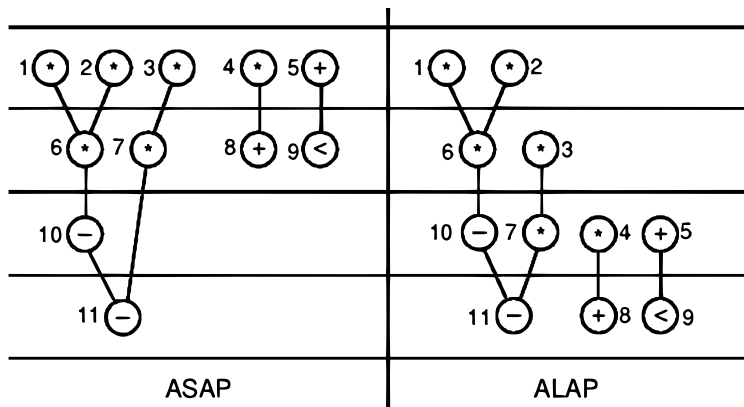 1 * 2 * 3 * 4 * 5 + 1 * * 2
6 * 7 * 8 + 9 < 6 * * 3
10 − 10 − 7 * * 4 + 5
11 − 11 − + 8 < 9
ASAP ALAP